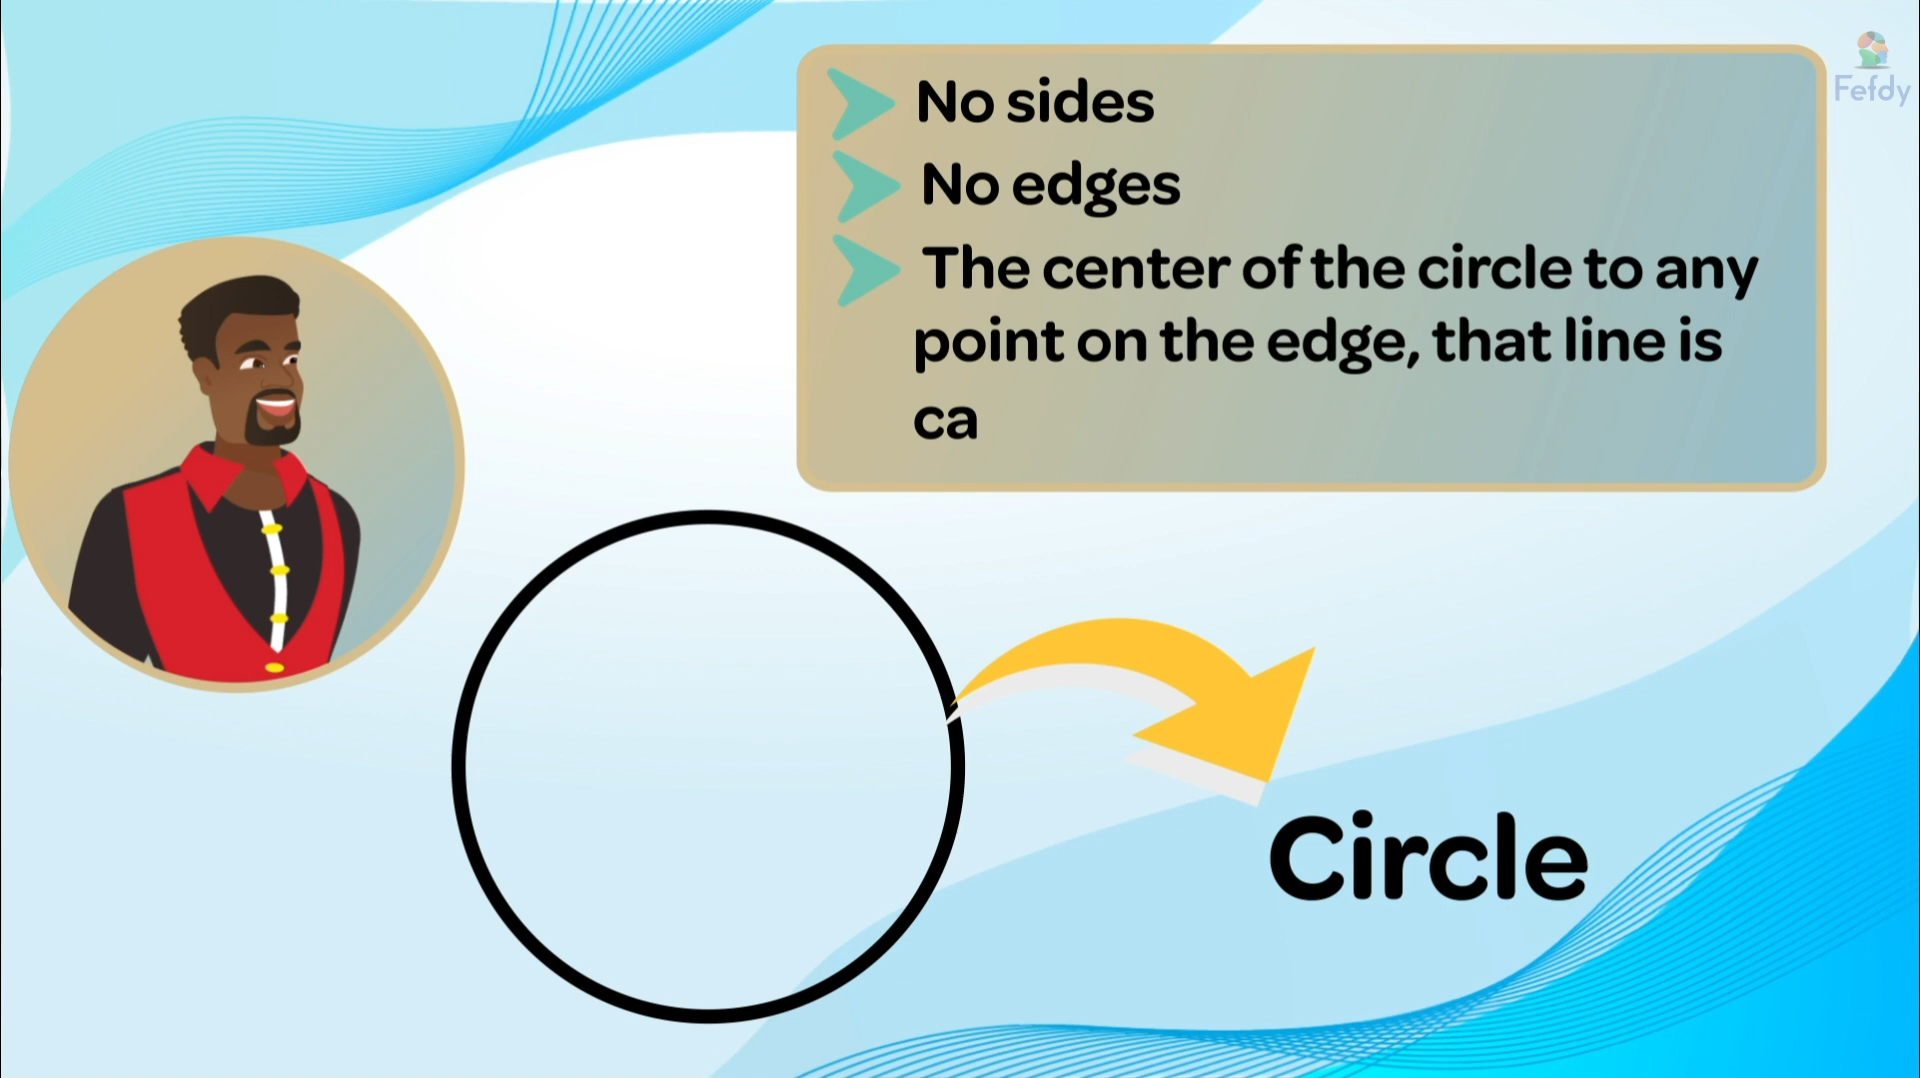 No sides
No edges
The center of the circle to any
point on the edge, that line is
ca
Fefdy
Circle